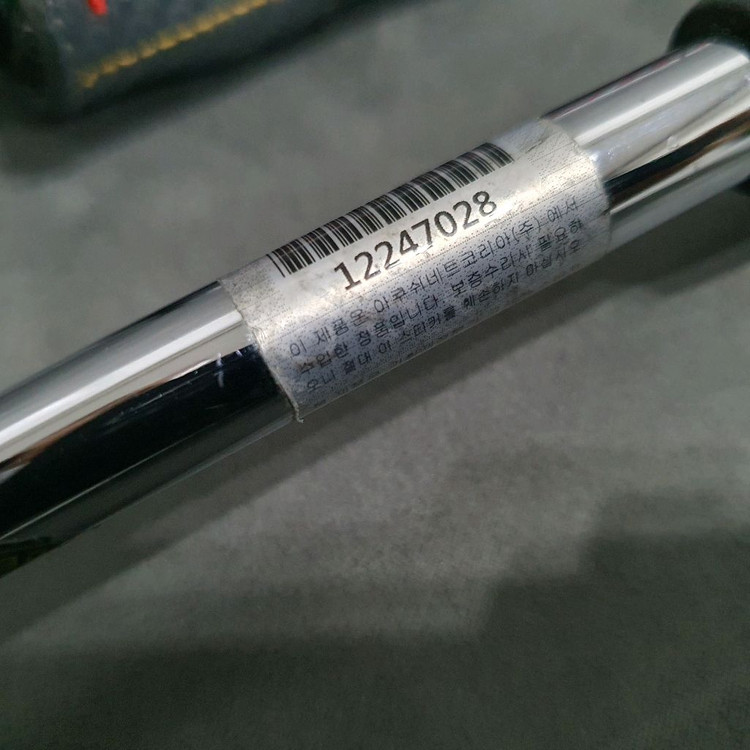 12247028
이 제품은 아쿠쉬네트코리아(주) 에서
수입한 정품입니다. 보증수리시 필요하
오니 절대 이 스티커를 훼손하지 마십시오